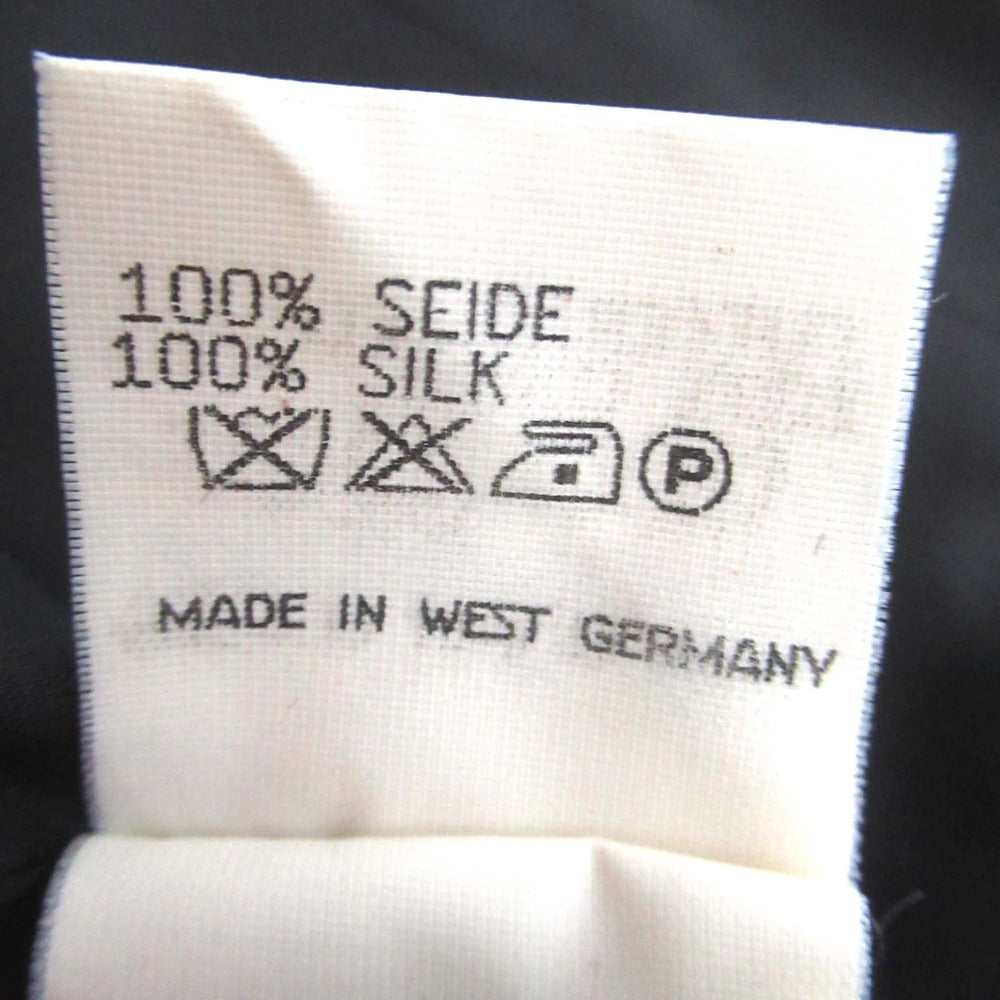 100% SEIDE
100% SILK
P
MADE IN WEST GERMANY